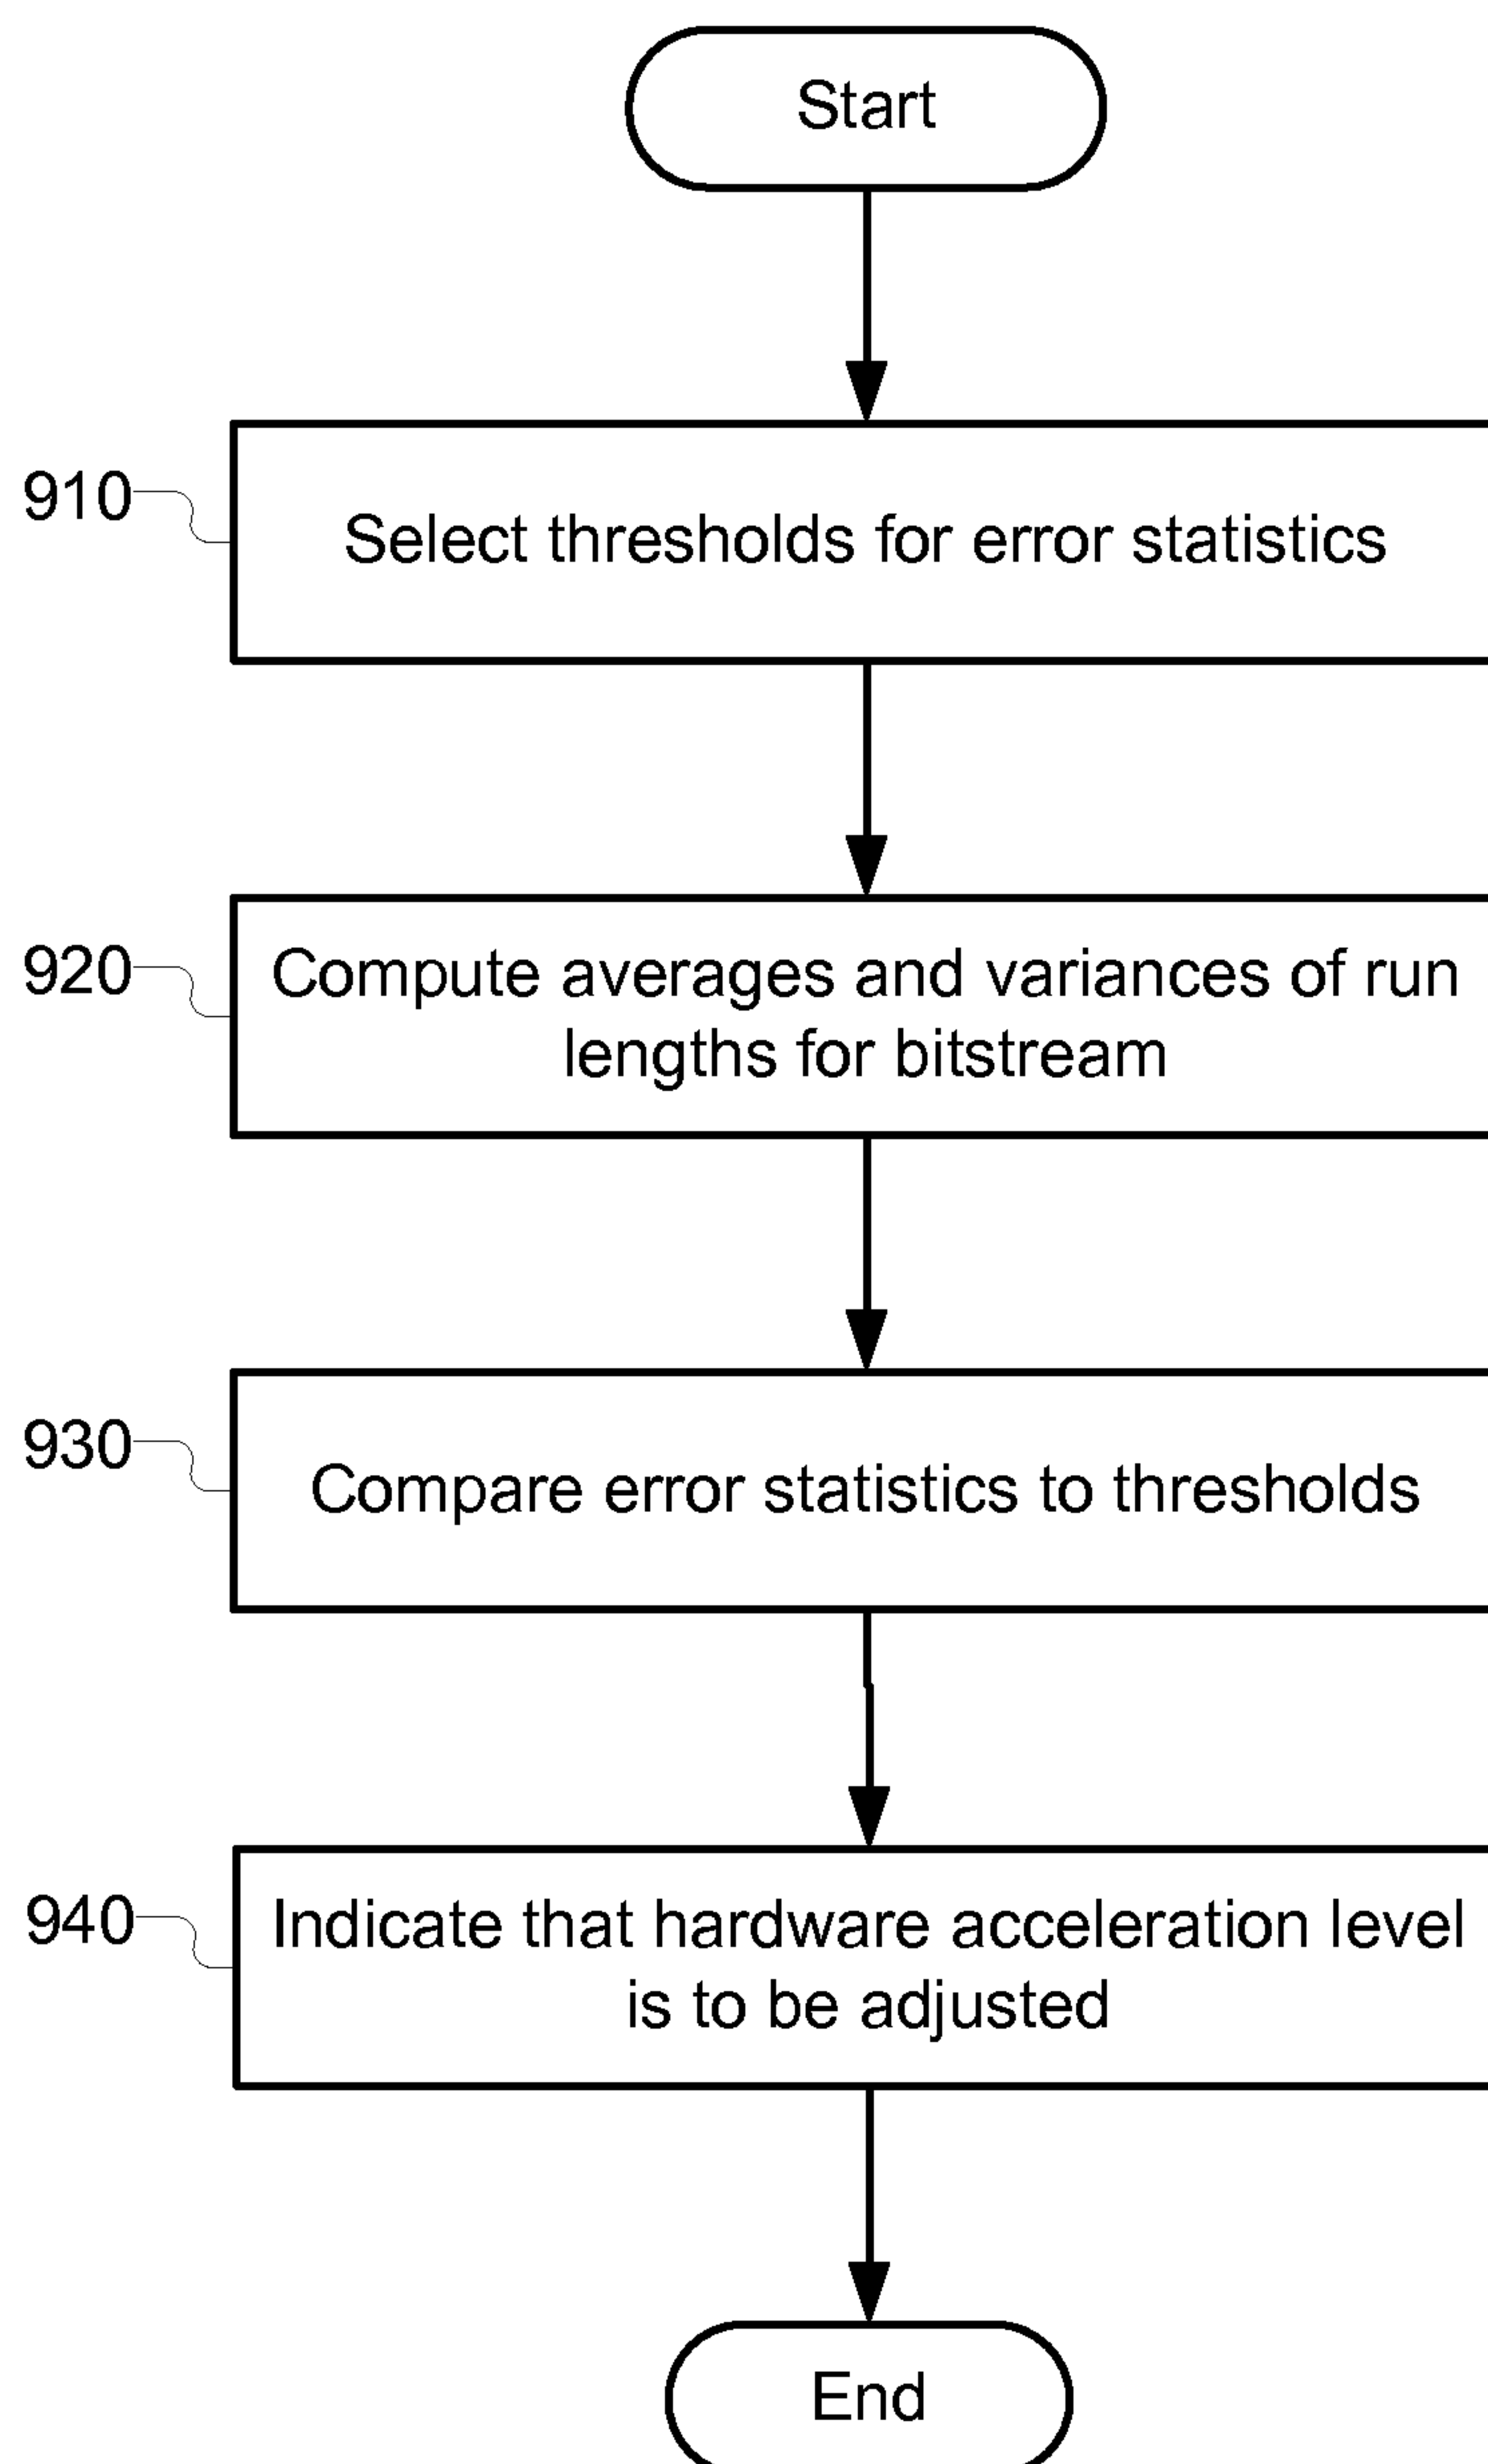 Start
910
Select thresholds for error statistics
920
Compute averages and variances of run
lengths for bitstream
930
Compare error statistics to thresholds
940
Indicate that hardware acceleration level
is to be adjusted
End